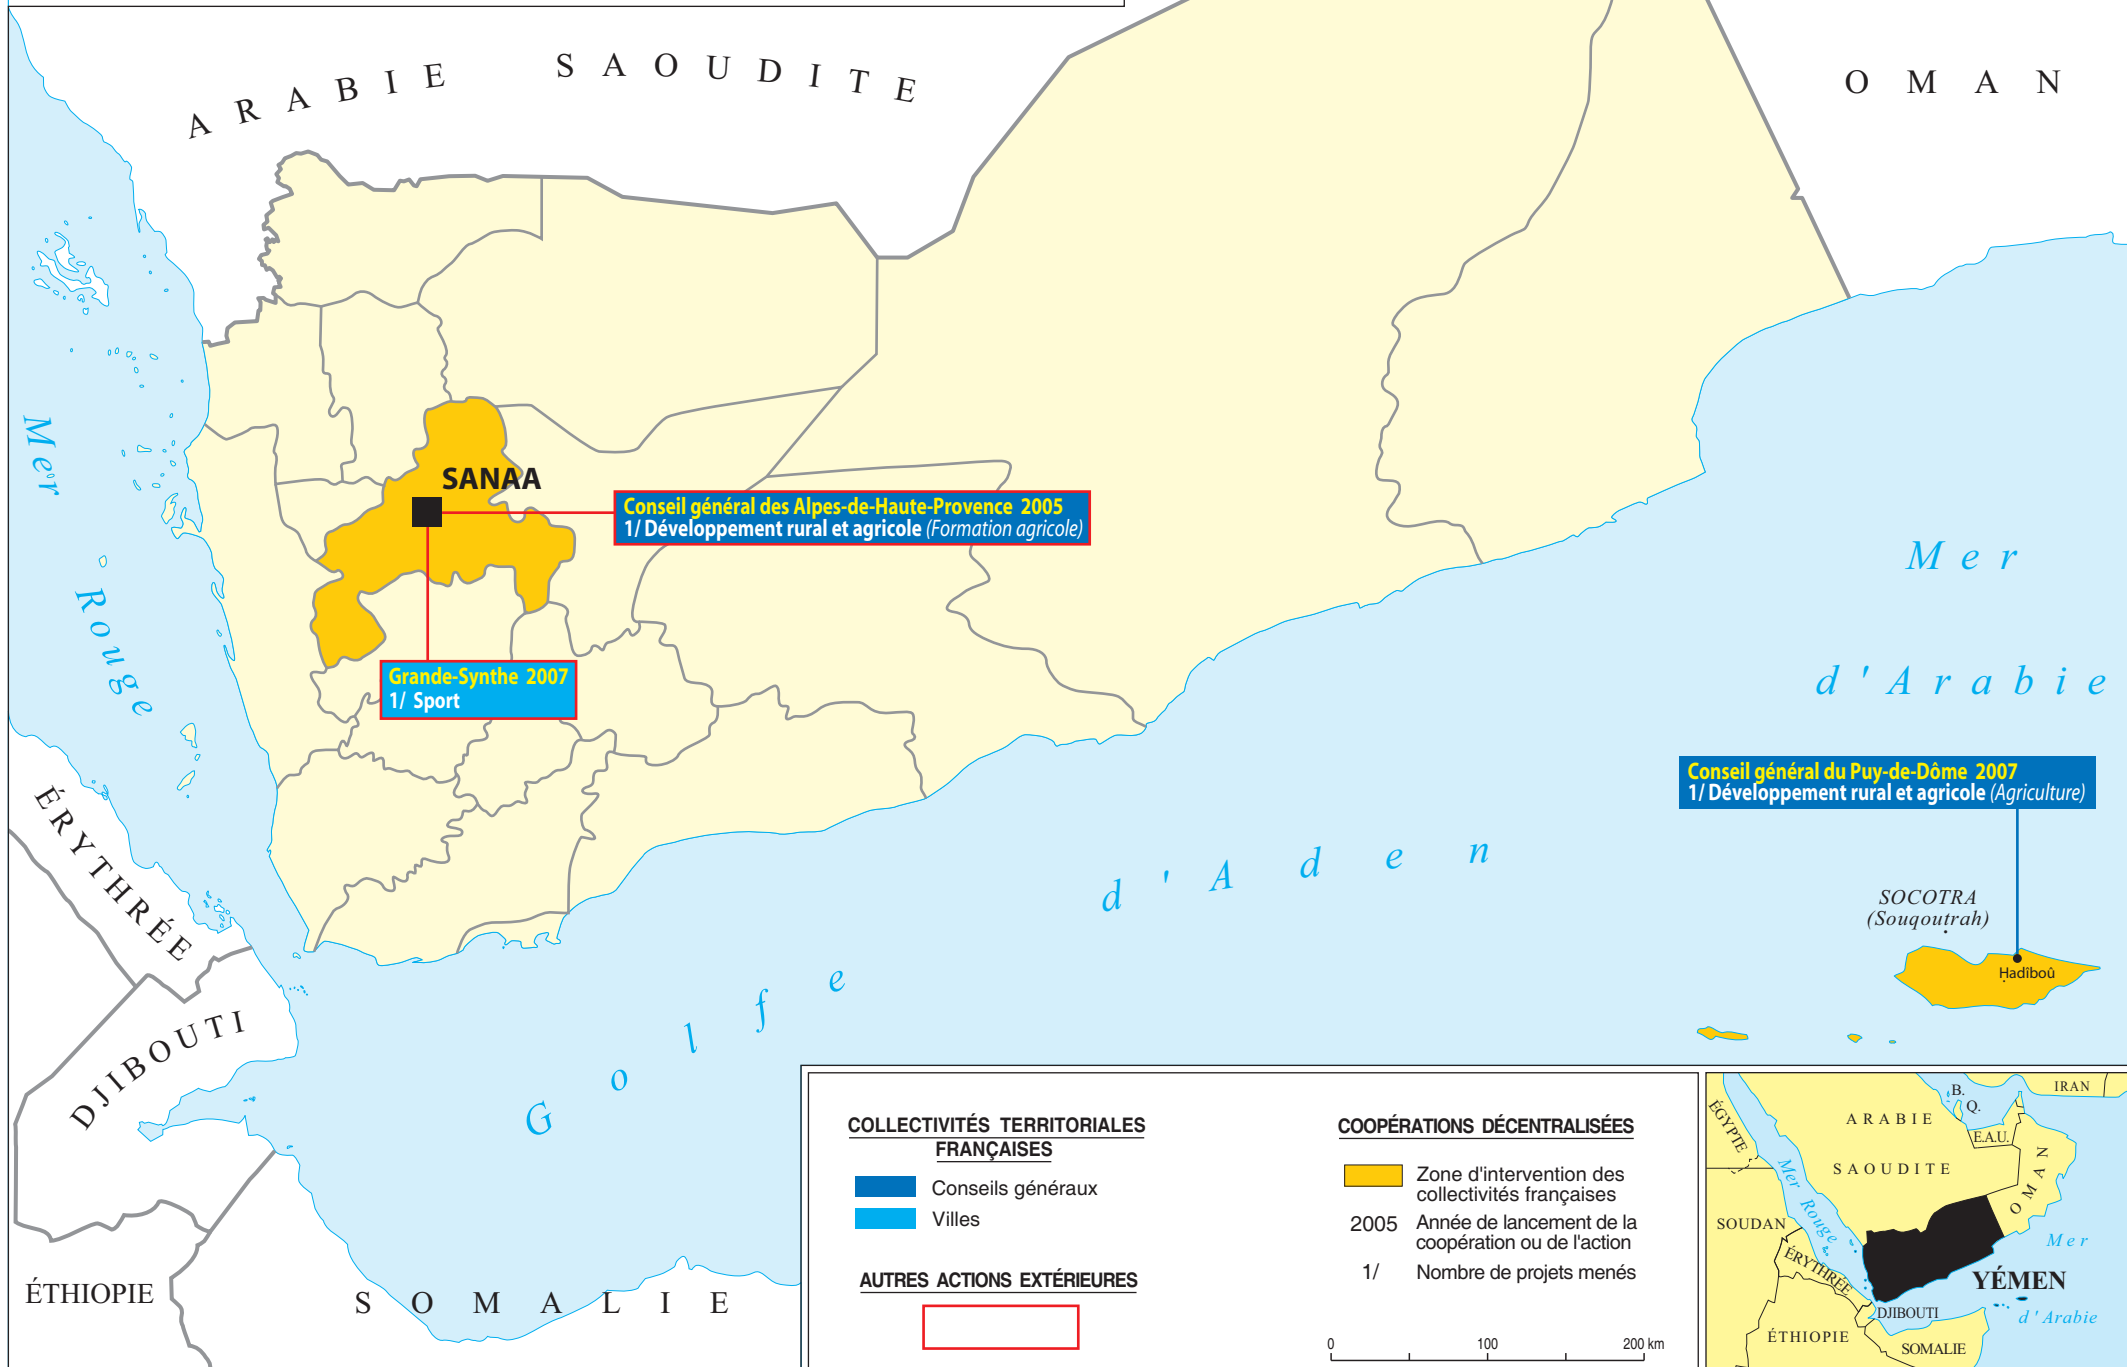 ARABIE SAOUDITE
OMAN
Mer Rouge
SANAA
Conseil général des Alpes-de-Haute-Provence 2005
1/ Développement rural et agricole (Formation agricole)
Grande-Synthe 2007
1/ Sport
Mer
d'Arabie
Conseil général du Puy-de-Dôme 2007
1/ Développement rural et agricole (Agriculture)
SOCOTRA
(Souqoutrah)
Ḥadîboû
Golfe d'Aden
ÉRYTHRÉE
DJIBOUTI
ÉTHIOPIE
SOMALIE
COLLECTIVITÉS TERRITORIALES
FRANÇAISES
Conseils généraux
Villes
AUTRES ACTIONS EXTÉRIEURES
COOPÉRATIONS DÉCENTRALISÉES
Zone d'intervention des
collectivités françaises
2005 Année de lancement de la
coopération ou de l'action
1/ Nombre de projets menés
0 100 200 km
ÉGYPTE
B.
Q.
IRAN
ARABIE
E.A.U.
SAOUDITE
OMAN
Mer Rouge
SOUDAN
Mer
ÉRYTHRÉE
YÉMEN
d'Arabie
DJIBOUTI
ÉTHIOPIE
SOMALIE